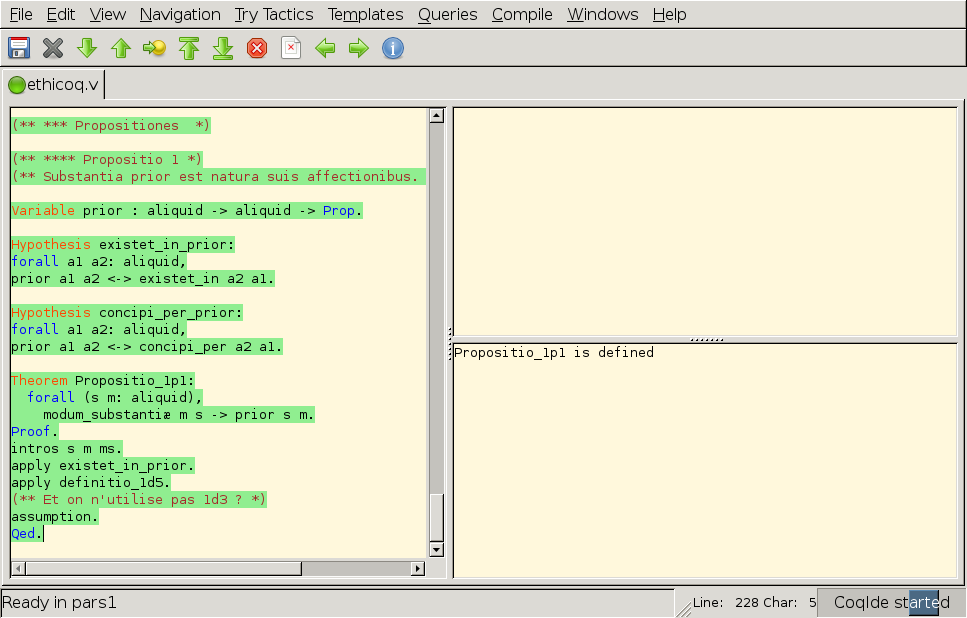 File Edit View Navigation Try Tactics Templates Queries Compile Windows Help
ethicoq.v
(** *** Propositiones  *)
(** **** Propositio 1 *)
(** Substantia prior est natura suis affectionibus.
Variable prior : aliquid -> aliquid -> Prop.
Hypothesis existet_in_prior:
forall a1 a2: aliquid,
prior a1 a2 <-> existet_in a2 a1.
Hypothesis concipi_per_prior:
forall a1 a2: aliquid,
prior a1 a2 <-> concipi_per a2 a1.
Theorem Propositio_1p1:
  forall (s m: aliquid),
    modum_substantiæ m s -> prior s m.
Proof.
intros s m ms.
apply existet_in_prior.
apply definitio_1d5.
(** Et on n'utilise pas 1d3 ? *)
assumption.
Qed.
Propositio_1p1 is defined
Ready in pars1
Line: 228 Char: 5
CoqIde started